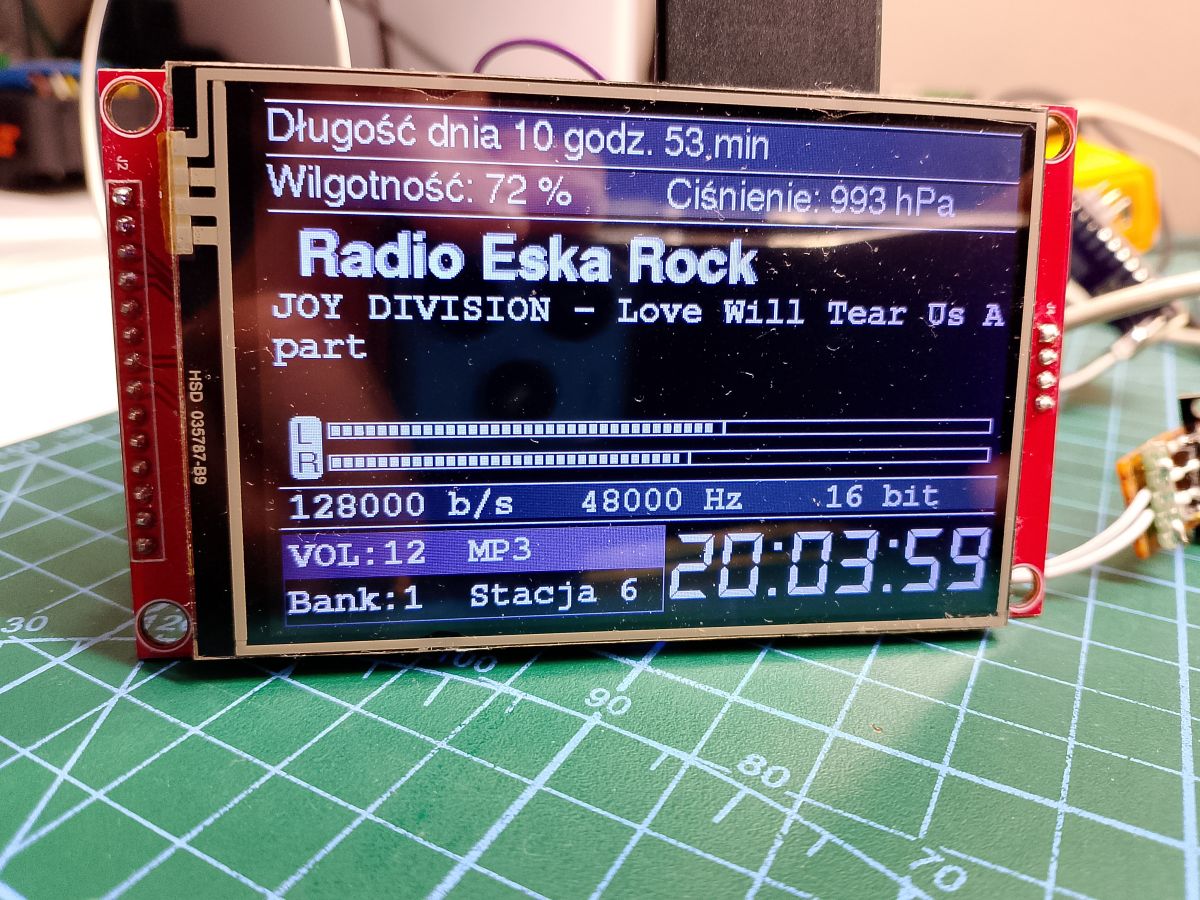 Długość dnia 10 godz. 53 min
Wilgotność: 72 % Ciśnienie: 993 hPa
Radio Eska Rock
JOY DIVISION - Love Will Tear Us A
part
L
R
128000 b/s 48000 Hz 16 bit
VOL:12 MP3
Bank:1 Stacja 6
20:03:59
J2
HSD 035787-B9
30
120
100
90
80
70